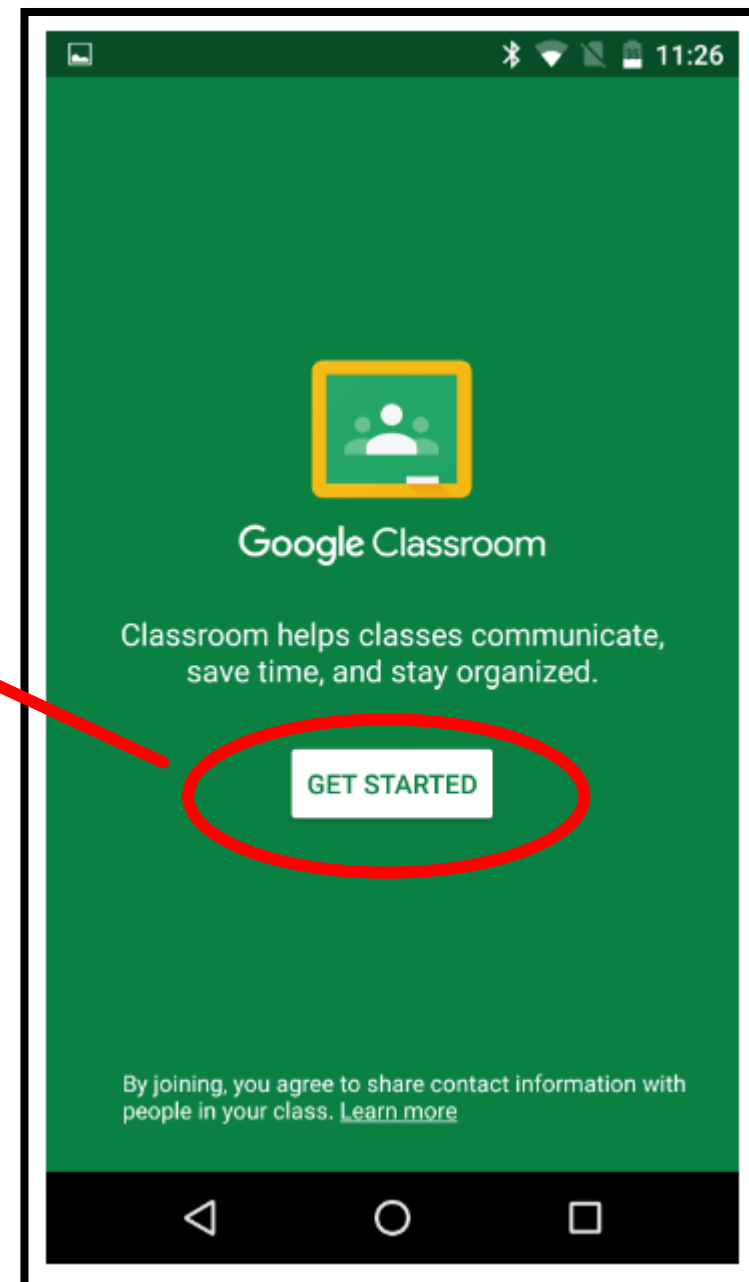 35 11:26
Google Classroom
Classroom helps classes communicate,
save time, and stay organized.
GET STARTED
By joining, you agree to share contact information with
people in your class. Learn more